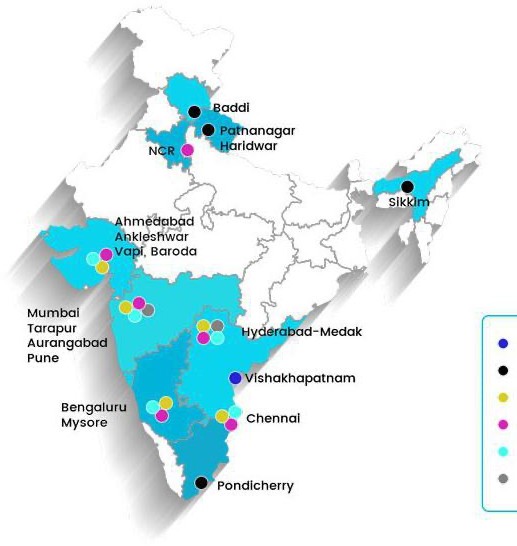 Baddi
Patnanagar
Haridwar
NCR
Sikkim
Ahmedabad
Ankleshwar
Vapi, Baroda
Mumbai
Tarapur
Aurangabad
Pune
Hyderabad-Medak
Vishakhapatnam
Bengaluru
Mysore
Chennai
Pondicherry